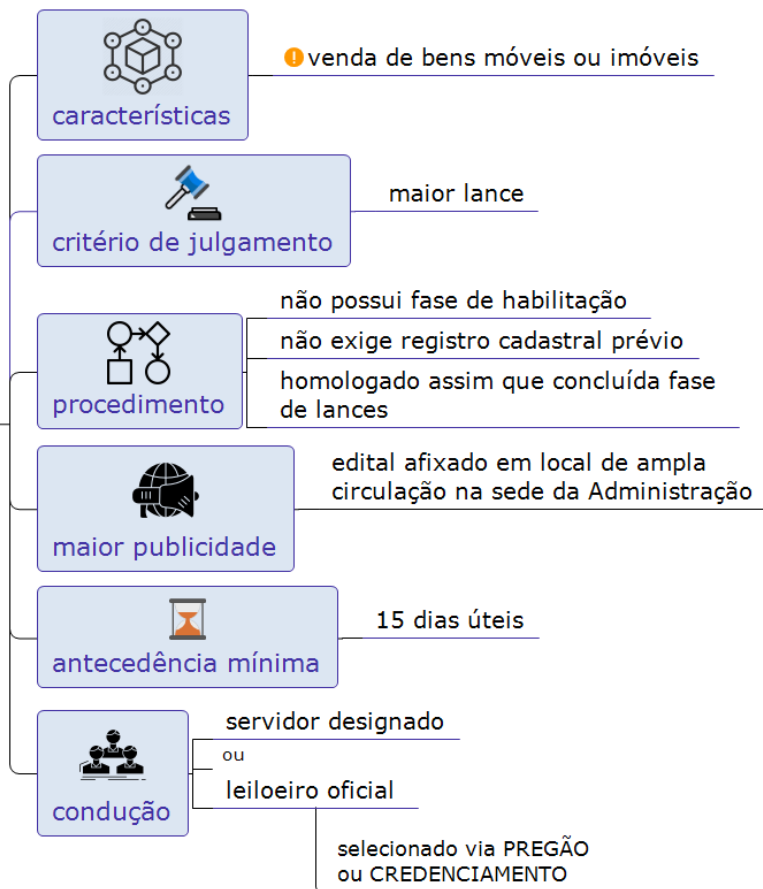 venda de bens móveis ou imóveis
características
maior lance
critério de julgamento
não possui fase de habilitação
não exige registro cadastral prévio
homologado assim que concluída fase
de lances
procedimento
edital afixado em local de ampla
circulação na sede da Administração
maior publicidade
15 dias úteis
antecedência mínima
servidor designado
ou
leiloeiro oficial
condução
selecionado via PREGÃO
ou CREDENCIAMENTO